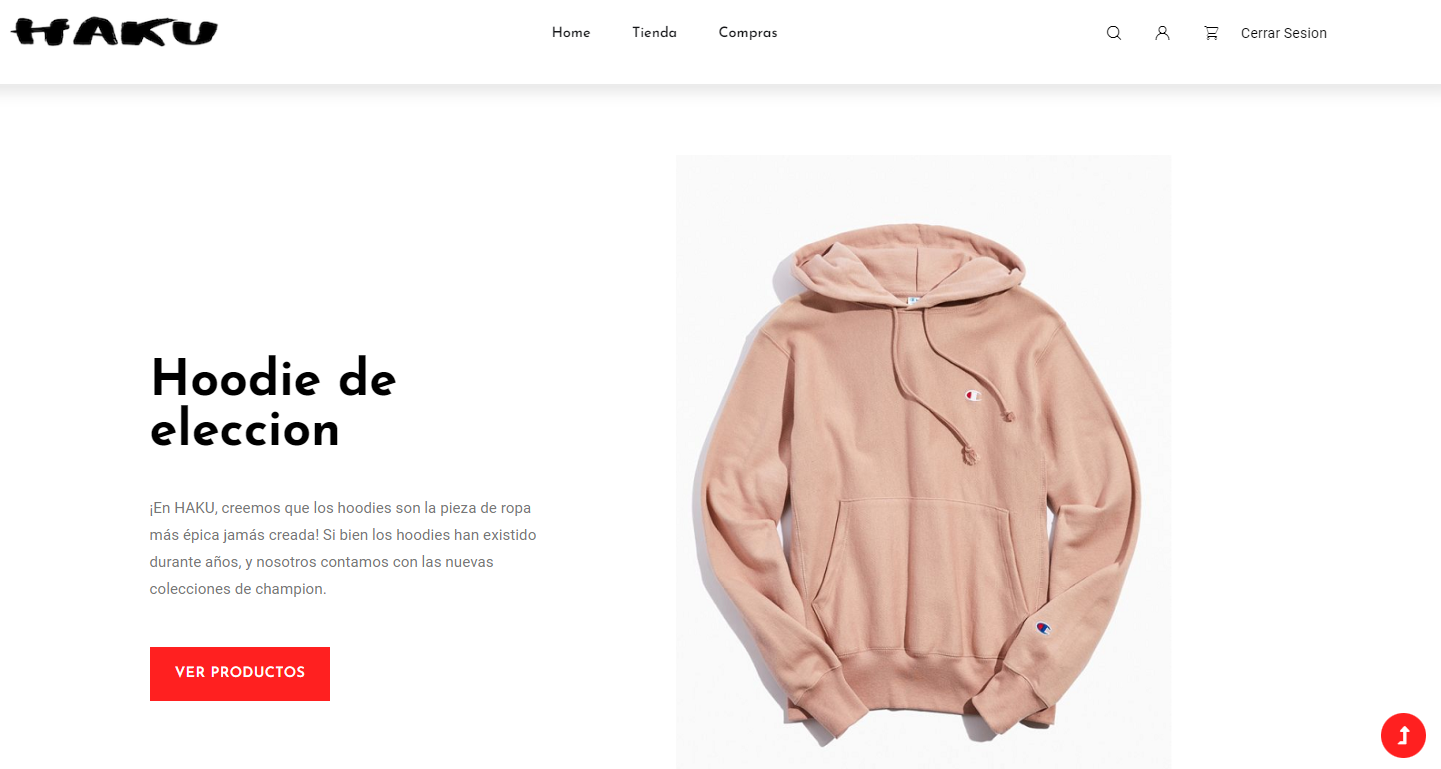 HAKU
Home
Tienda
Compras
Cerrar Sesion
Hoodie de
eleccion
¡En HAKU, creemos que los hoodies son la pieza de ropa
más épica jamás creada! Si bien los hoodies han existido
durante años, y nosotros contamos con las nuevas
colecciones de champion.
VER PRODUCTOS